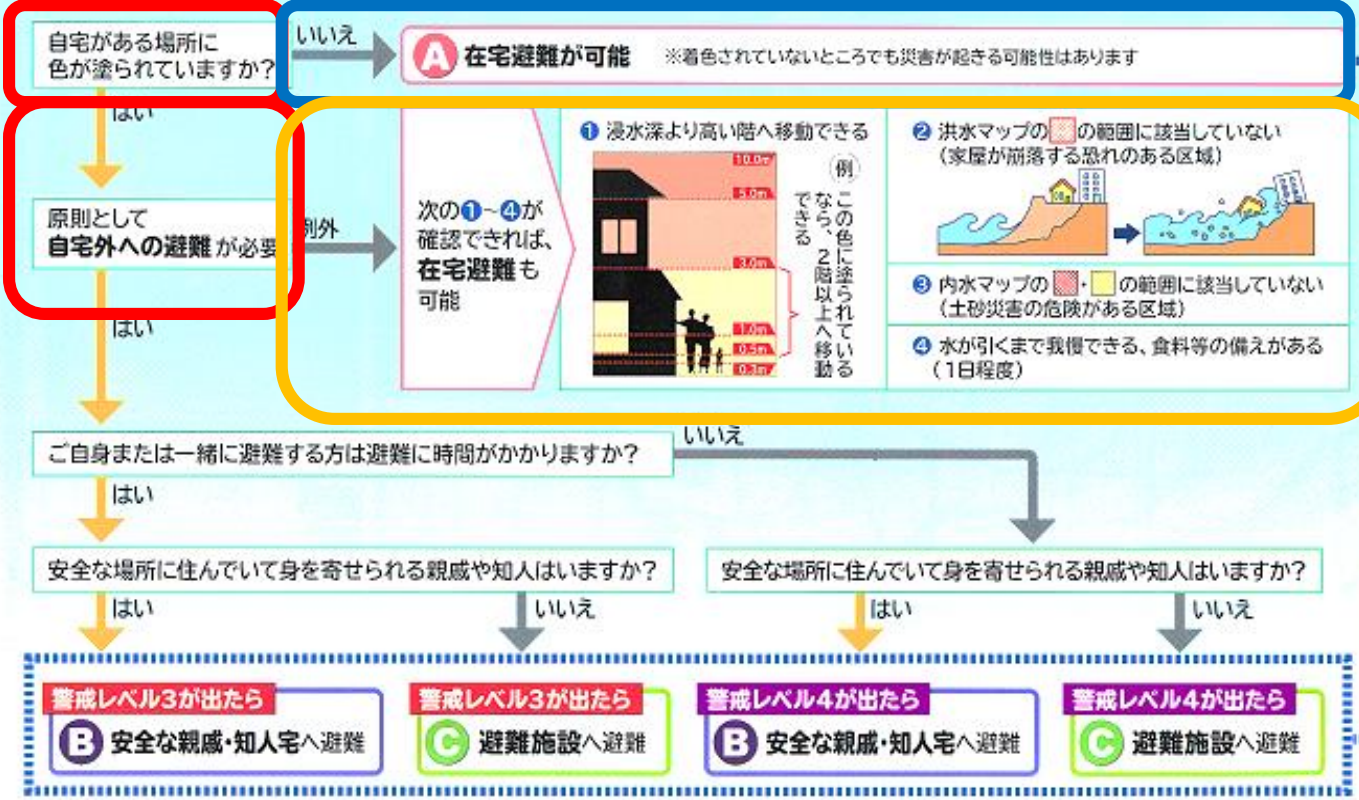 自宅がある場所に
色が塗られていますか?
いいえ
A 在宅避難が可能 ※着色されていないところでも災害が起きる可能性はあります
はい
原則として
自宅外への避難が必要
例外
次の❶~❹が
確認できれば、
在宅避難も
可能
❶ 浸水深より高い階へ移動できる
10.0m
5.0m
3.0m
1.0m
0.5m
0.3m
例
この色に塗られている
なら、2階以上へ移動
できる
❷ 洪水マップの の範囲に該当していない
(家屋が崩落する恐れのある区域)
❸ 内水マップの ・ の範囲に該当していない
(土砂災害の危険がある区域)
❹ 水が引くまで我慢できる、食料等の備えがある
(1日程度)
はい
ご自身または一緒に避難する方は避難に時間がかかりますか?
いいえ
はい
安全な場所に住んでいて身を寄せられる親戚や知人はいますか?
安全な場所に住んでいて身を寄せられる親戚や知人はいますか?
はい
いいえ
はい
いいえ
警戒レベル3が出たら
B 安全な親戚・知人宅へ避難
警戒レベル3が出たら
C 避難施設へ避難
警戒レベル4が出たら
B 安全な親戚・知人宅へ避難
警戒レベル4が出たら
C 避難施設へ避難